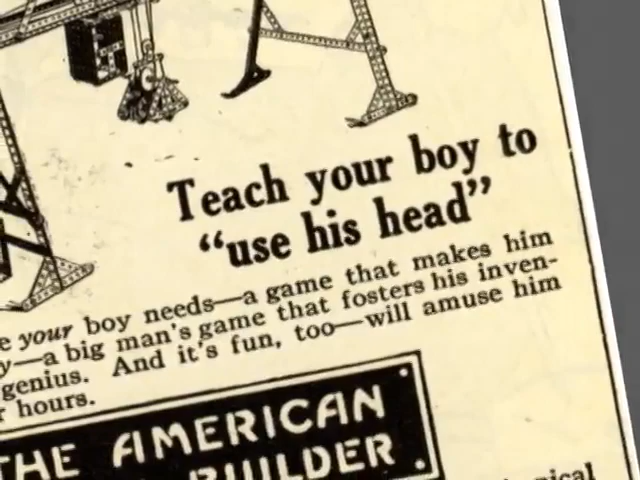 Teach your boy to
“use his head”
e your boy needs—a game that makes him
y—a big man's game that fosters his inven-
genius. And it's fun, too—will amuse him
r hours.
THE AMERICAN
BUILDER